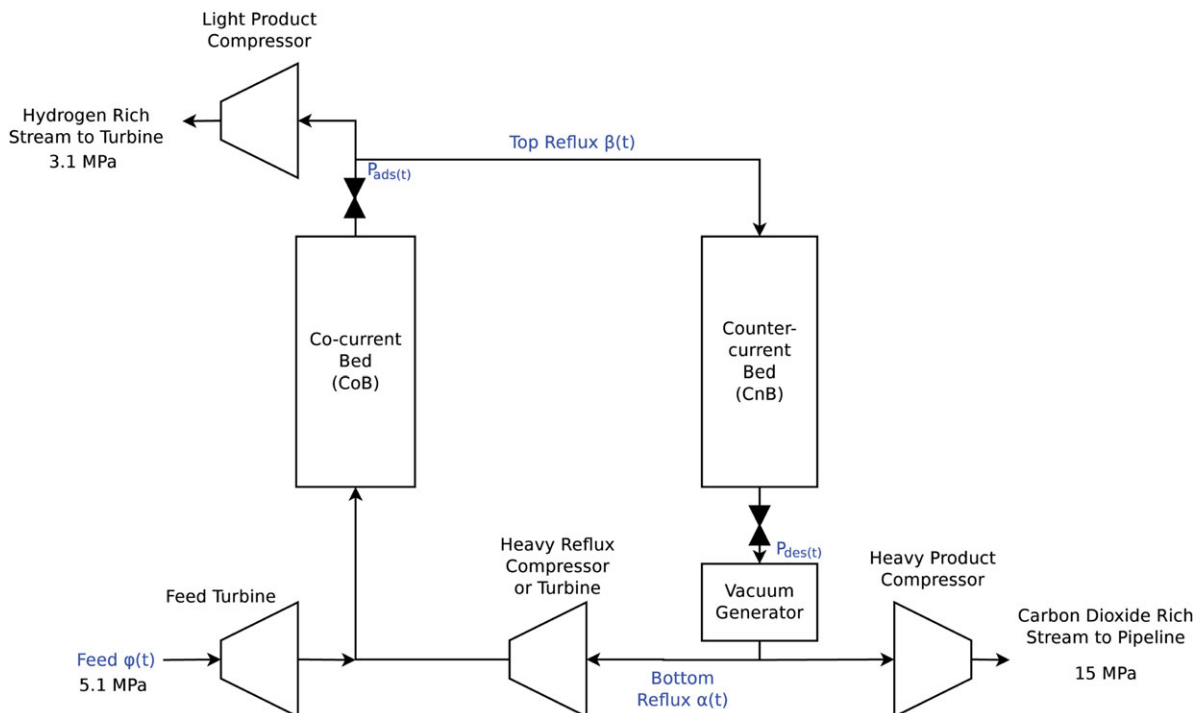 Light Product
Compressor
Hydrogen Rich
Stream to Turbine
3.1 MPa
Top Reflux β(t)
P_ads(t)
Co-current
Bed
(CoB)
Counter-
current
Bed
(CnB)
P_des(t)
Heavy Reflux
Compressor
or Turbine
Vacuum
Generator
Heavy Product
Compressor
Feed Turbine
Feed φ(t)
5.1 MPa
Bottom
Reflux α(t)
Carbon Dioxide Rich
Stream to Pipeline
15 MPa